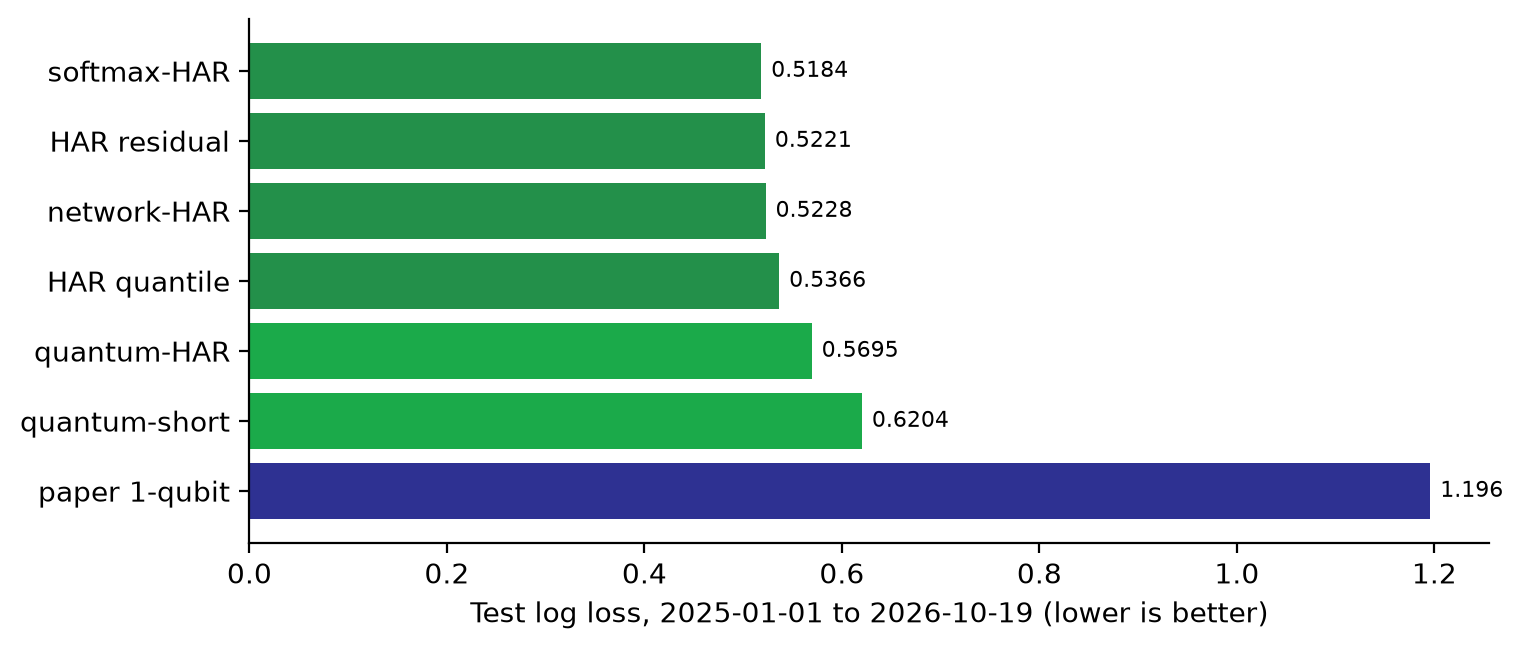 softmax-HAR 0.5184
HAR residual 0.5221
network-HAR 0.5228
HAR quantile 0.5366
quantum-HAR 0.5695
quantum-short 0.6204
paper 1-qubit 1.196
0.0 0.2 0.4 0.6 0.8 1.0 1.2
Test log loss, 2025-01-01 to 2026-10-19 (lower is better)